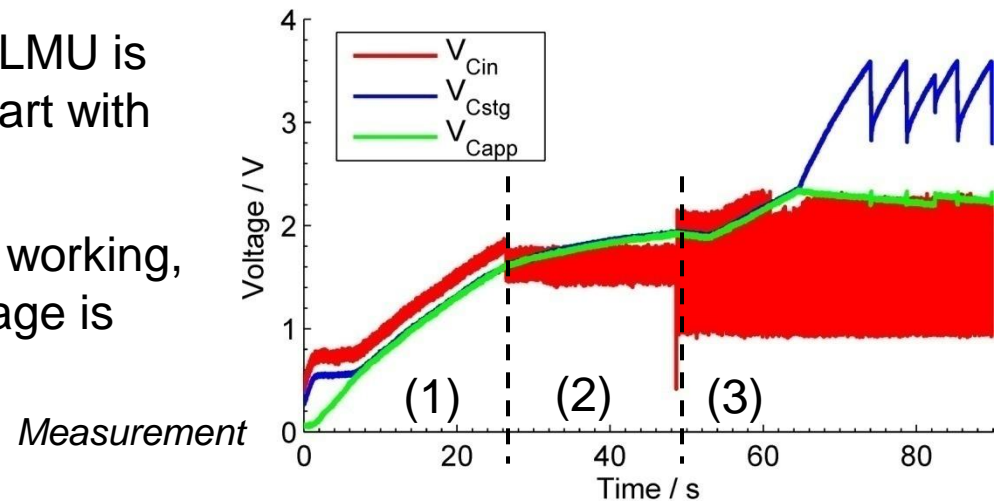 LMU is
art with
working,
age is
Measurement
4
3
2
1
0
Voltage / V
V_Cin
V_Cstg
V_Capp
(1) (2) (3)
0 20 40 60 80
Time / s